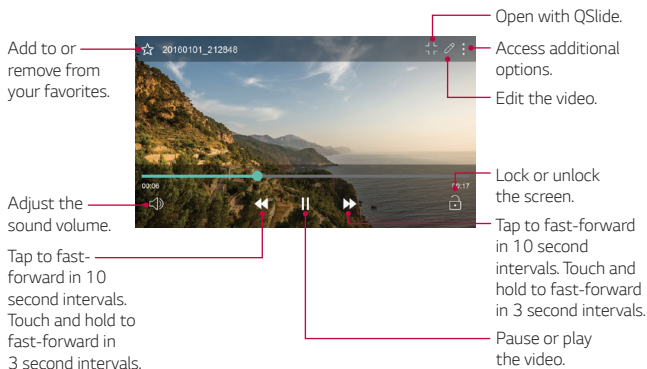 Open with QSlide.
Add to or
remove from
your favorites.
20160101_212848
Access additional
options.
Edit the video.
00:06
00:17
Lock or unlock
the screen.
Adjust the
sound volume.
Tap to fast-
forward in 10
second intervals.
Touch and hold to
fast-forward in
3 second intervals.
Tap to fast-forward
in 10 second
intervals. Touch and
hold to fast-forward
in 3 second intervals.
Pause or play
the video.